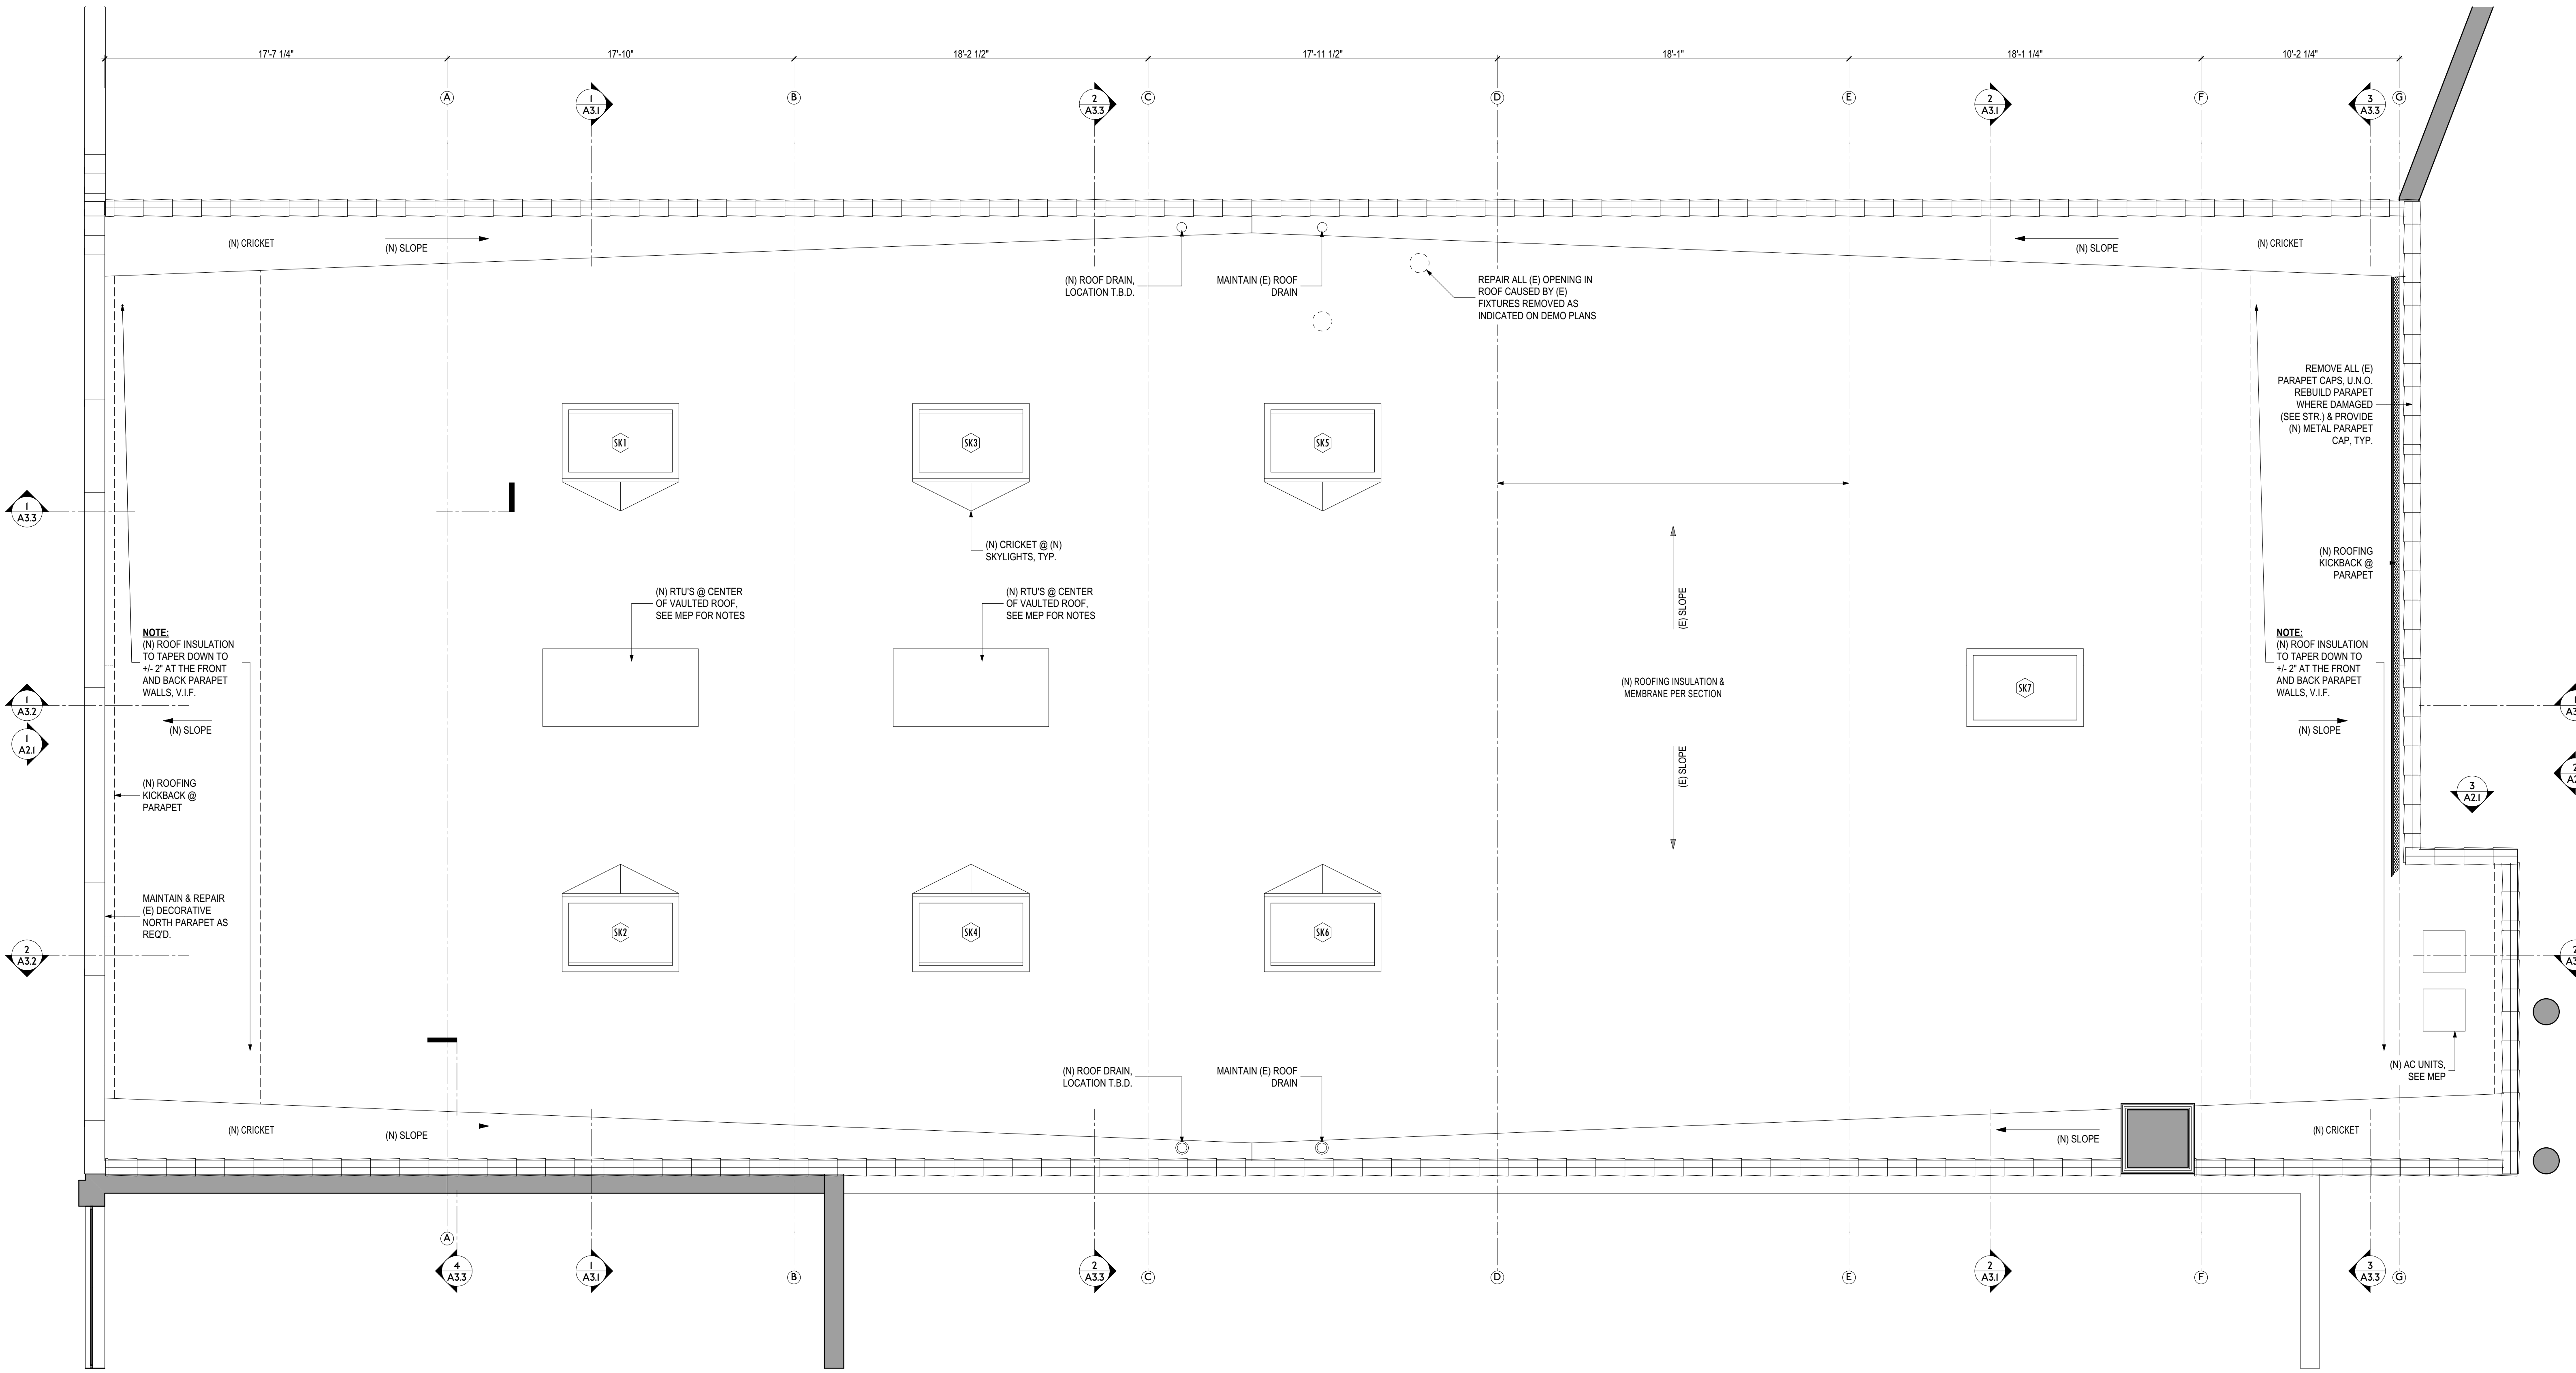 17'-7 1/4"
17'-10"
18'-2 1/2"
17'-11 1/2"
18'-1"
18'-1 1/4"
10'-2 1/4"
A
1
A3.1
B
2
A3.3
C
D
E
2
A3.1
F
3
A3.3
G
(N) CRICKET
(N) SLOPE
(N) SLOPE
(N) CRICKET
(N) ROOF DRAIN,
LOCATION T.B.D.
MAINTAIN (E) ROOF
DRAIN
REPAIR ALL (E) OPENING IN
ROOF CAUSED BY (E)
FIXTURES REMOVED AS
INDICATED ON DEMO PLANS
REMOVE ALL (E)
PARAPET CAPS, U.N.O.
REBUILD PARAPET
WHERE DAMAGED
(SEE STR.) & PROVIDE
(N) METAL PARAPET
CAP, TYP.
SK1
SK3
SK5
1
A3.3
(N) CRICKET @ (N)
SKYLIGHTS, TYP.
(N) ROOFING
KICKBACK @
PARAPET
(N) RTU'S @ CENTER
OF VAULTED ROOF,
SEE MEP FOR NOTES
(N) RTU'S @ CENTER
OF VAULTED ROOF,
SEE MEP FOR NOTES
(E) SLOPE
NOTE:
(N) ROOF INSULATION
TO TAPER DOWN TO
+/- 2" AT THE FRONT
AND BACK PARAPET
WALLS, V.I.F.
NOTE:
(N) ROOF INSULATION
TO TAPER DOWN TO
+/- 2" AT THE FRONT
AND BACK PARAPET
WALLS, V.I.F.
(N) ROOFING INSULATION &
MEMBRANE PER SECTION
SK7
1
A3.2
1
A2.1
(N) SLOPE
(N) SLOPE
(E) SLOPE
(N) ROOFING
KICKBACK @
PARAPET
3
A2.1
MAINTAIN & REPAIR
(E) DECORATIVE
NORTH PARAPET AS
REQ'D.
SK2
SK4
SK6
2
A3.2
(N) ROOF DRAIN,
LOCATION T.B.D.
MAINTAIN (E) ROOF
DRAIN
(N) AC UNITS,
SEE MEP
(N) CRICKET
(N) SLOPE
(N) SLOPE
(N) CRICKET
A
4
A3.3
1
A3.1
B
2
A3.3
C
D
E
2
A3.1
F
3
A3.3
G